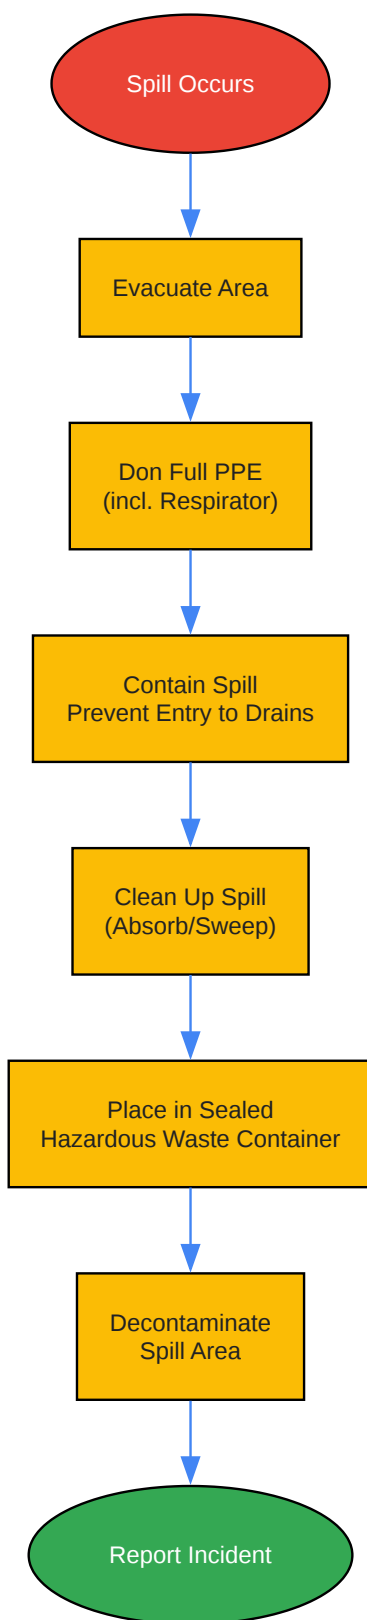 Spill Occurs
Evacuate Area
Don Full PPE
(incl. Respirator)
Contain Spill
Prevent Entry to Drains
Clean Up Spill
(Absorb/Sweep)
Place in Sealed
Hazardous Waste Container
Decontaminate
Spill Area
Report Incident